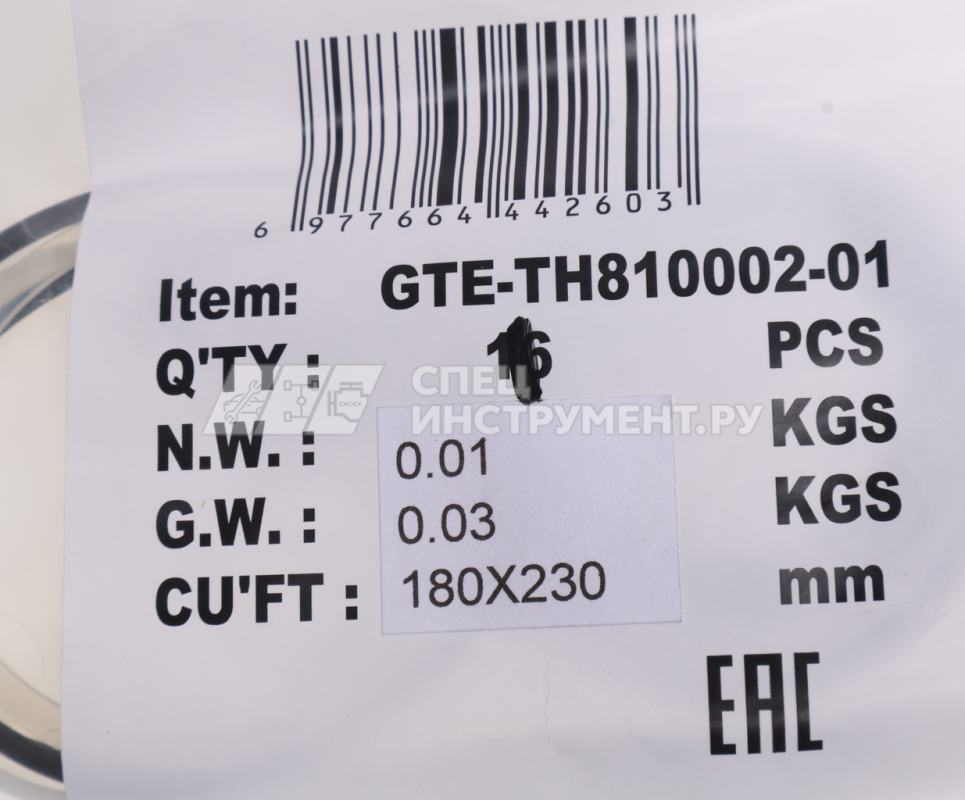 6 977664 442603
Item: GTE-TH810002-01
Q'TY : 16 PCS
СПЕЦ
ИНСТРУМЕНТ.РУ
CHECK
N.W. : 0.01 KGS
G.W. : 0.03 KGS
CU'FT : 180X230 mm
EAC